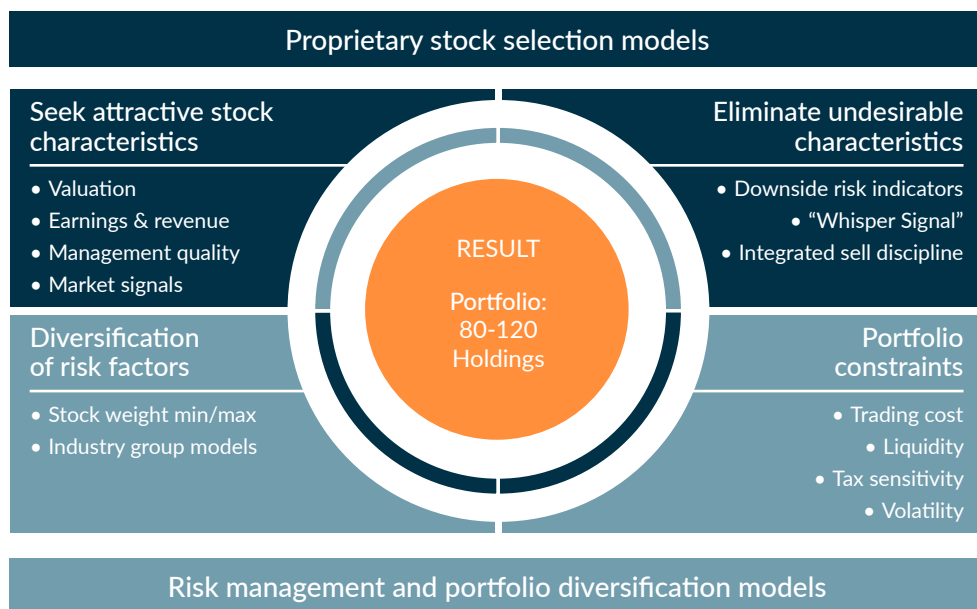 Proprietary stock selection models
Seek attractive stock
characteristics
• Valuation
• Earnings & revenue
• Management quality
• Market signals
Eliminate undesirable
characteristics
• Downside risk indicators
• “Whisper Signal”
• Integrated sell discipline
RESULT
Portfolio:
80-120
Holdings
Diversification
of risk factors
• Stock weight min/max
• Industry group models
Portfolio
constraints
• Trading cost
• Liquidity
• Tax sensitivity
• Volatility
Risk management and portfolio diversification models